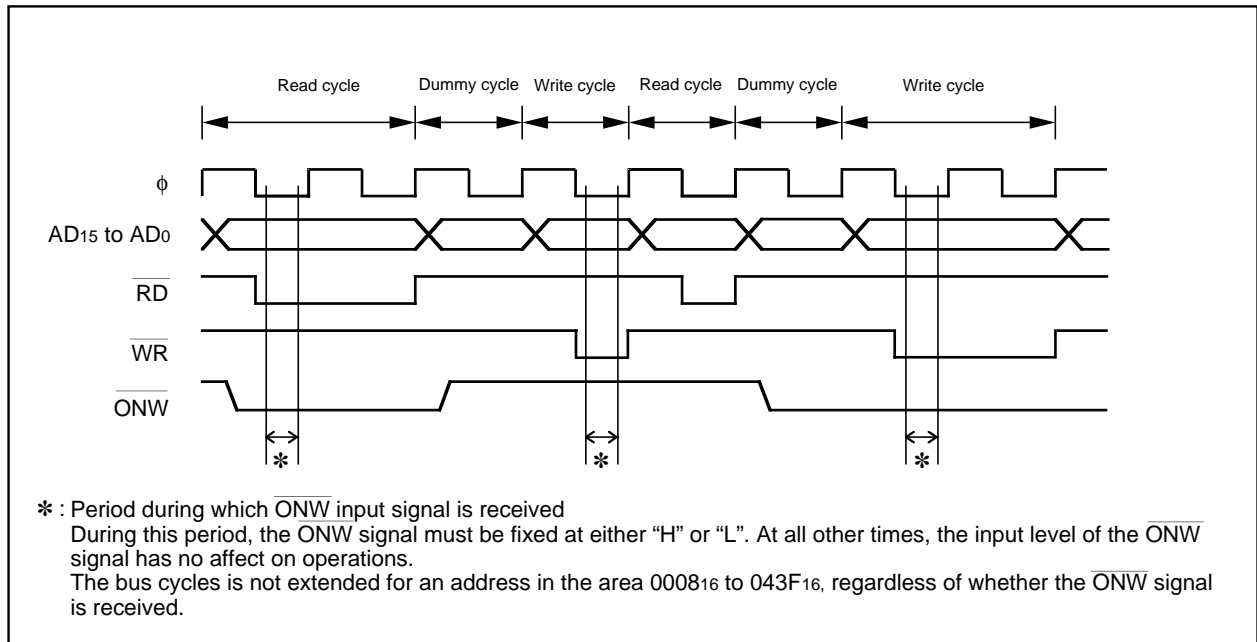 Read cycle Dummy cycle Write cycle Read cycle Dummy cycle Write cycle
ϕ
AD15 to AD0
RD
WR
ONW
✻ ✻ ✻
✻ : Period during which ONW input signal is received
During this period, the ONW signal must be fixed at either “H” or “L”. At all other times, the input level of the ONW
signal has no affect on operations.
The bus cycles is not extended for an address in the area 000816 to 043F16, regardless of whether the ONW signal
is received.